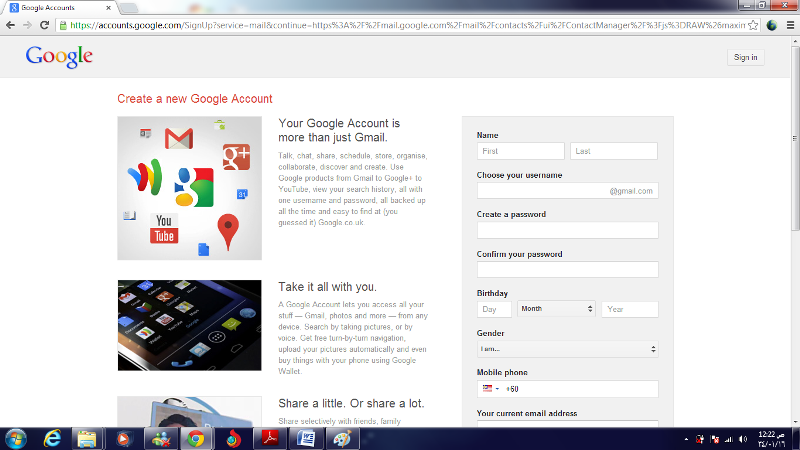 Google Accounts
https://accounts.google.com/SignUp?service=mail&continue=https%3A%2F%2Fmail.google.com%2Fmail%2Fcontacts%2Fui%2FContactManager%2F%3Fjs%3DRAW%26maxim
Google
Sign in
Create a new Google Account
Your Google Account is
more than just Gmail.
Talk, chat, share, schedule, store, organise,
collaborate, discover and create. Use
Google products from Gmail to Google+ to
YouTube, view your search history, all with
one username and password, all backed up
all the time and easy to find at (you
guessed it) Google.co.uk.
g+
31
You
Tube
Take it all with you.
A Google Account lets you access all your
stuff — Gmail, photos and more — from any
device. Search by taking pictures, or by
voice. Get free turn-by-turn navigation,
upload your pictures automatically and even
buy things with your phone using Google
Wallet.
Share a little. Or share a lot.
Share selectively with friends, family
Name
First
Last
Choose your username
@gmail.com
Create a password
Confirm your password
Birthday
Day
Month
Year
Gender
I am...
Mobile phone
+60
Your current email address
12:22 ص
٣٤/٠١/١٦